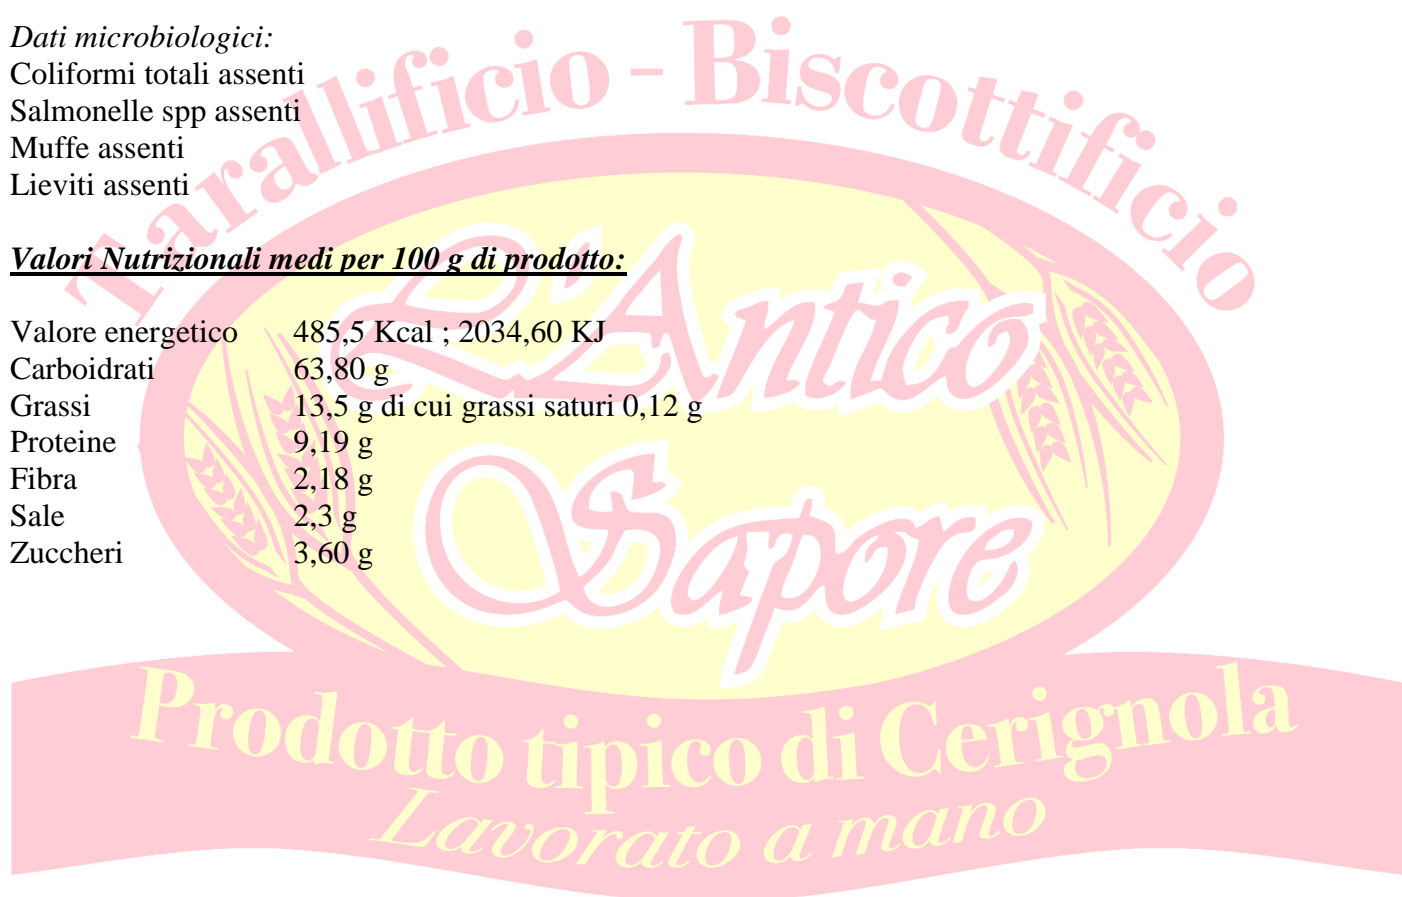 Dati microbiologici:
Coliformi totali assenti
Salmonelle spp assenti
Muffe assenti
Lieviti assenti
Valori Nutrizionali medi per 100 g di prodotto:
Valore energetico 485,5 Kcal ; 2034,60 KJ
Carboidrati 63,80 g
Grassi 13,5 g di cui grassi saturi 0,12 g
Proteine 9,19 g
Fibra 2,18 g
Sale 2,3 g
Zuccheri 3,60 g
Tarallificio - Biscottificio
L'Antico
Sapore
Prodotto tipico di Cerignola
Lavorato a mano